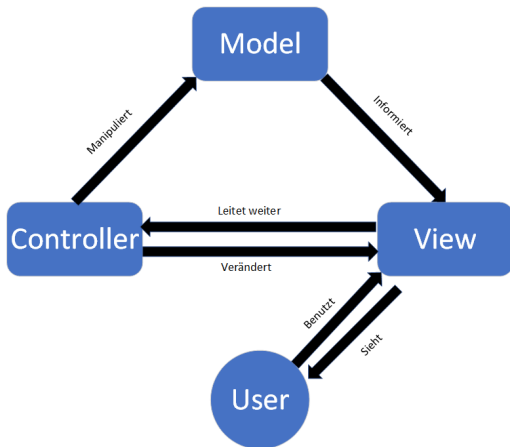 Model
Manipuliert
Informiert
Leitet weiter
Controller
View
Verändert
Benutzt
Sieht
User